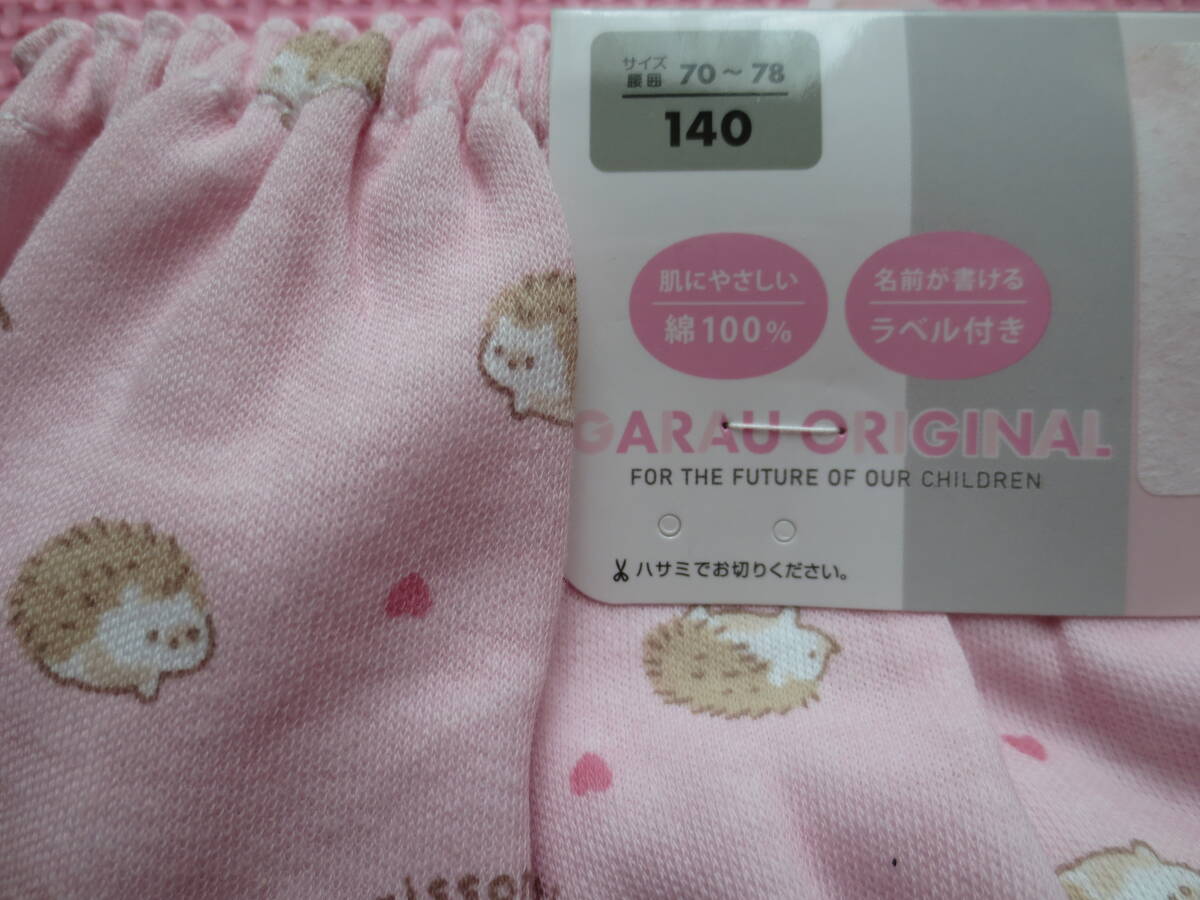 サイズ
腰囲 70～78
140
肌にやさしい
綿100%
名前が書ける
ラベル付き
GARAU ORIGINAL
FOR THE FUTURE OF OUR CHILDREN
ハサミでお切りください。